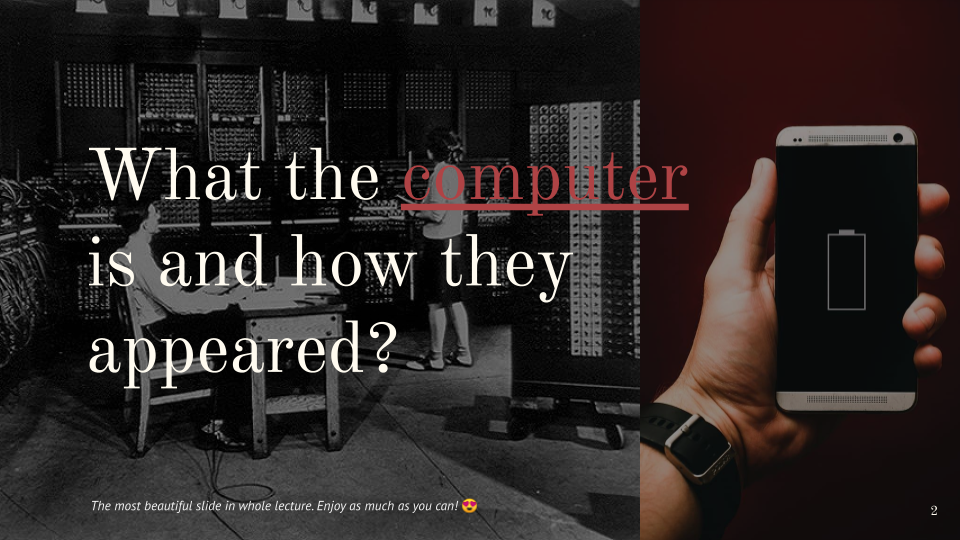 What the computer
is and how they
appeared?
The most beautiful slide in whole lecture. Enjoy as much as you can! 😍
2